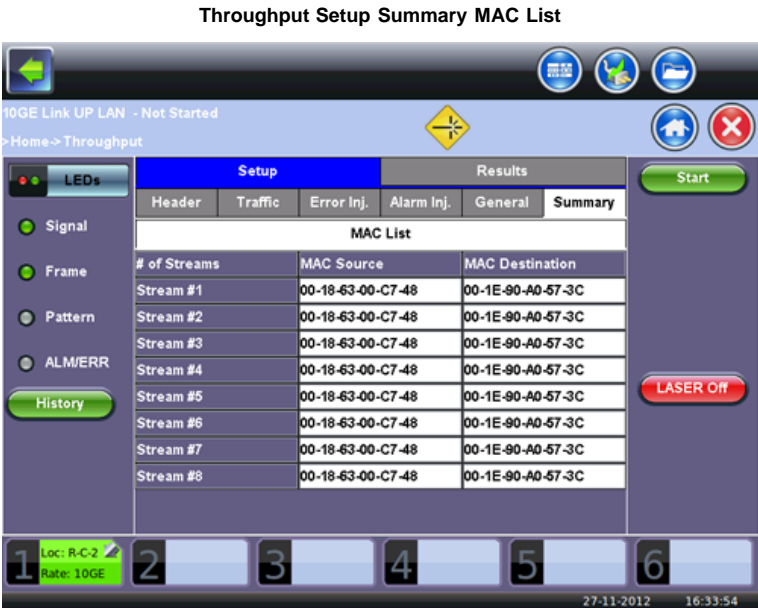 Throughput Setup Summary MAC List
10GE Link UP LAN - Not Started
>Home->Throughput
LEDs
Setup Results
Start
Header Traffic Error Inj. Alarm Inj. General Summary
Signal
MAC List
# of Streams MAC Source MAC Destination
Frame
Stream #1 00-18-63-00-C7-48 00-1E-90-A0-57-3C
Stream #2 00-18-63-00-C7-48 00-1E-90-A0-57-3C
Pattern
Stream #3 00-18-63-00-C7-48 00-1E-90-A0-57-3C
ALM/ERR
Stream #4 00-18-63-00-C7-48 00-1E-90-A0-57-3C
LASER Off
History
Stream #5 00-18-63-00-C7-48 00-1E-90-A0-57-3C
Stream #6 00-18-63-00-C7-48 00-1E-90-A0-57-3C
Stream #7 00-18-63-00-C7-48 00-1E-90-A0-57-3C
Stream #8 00-18-63-00-C7-48 00-1E-90-A0-57-3C
1 Loc: R-C-2
Rate: 10GE
2 3 4 5 6
27-11-2012 16:33:54